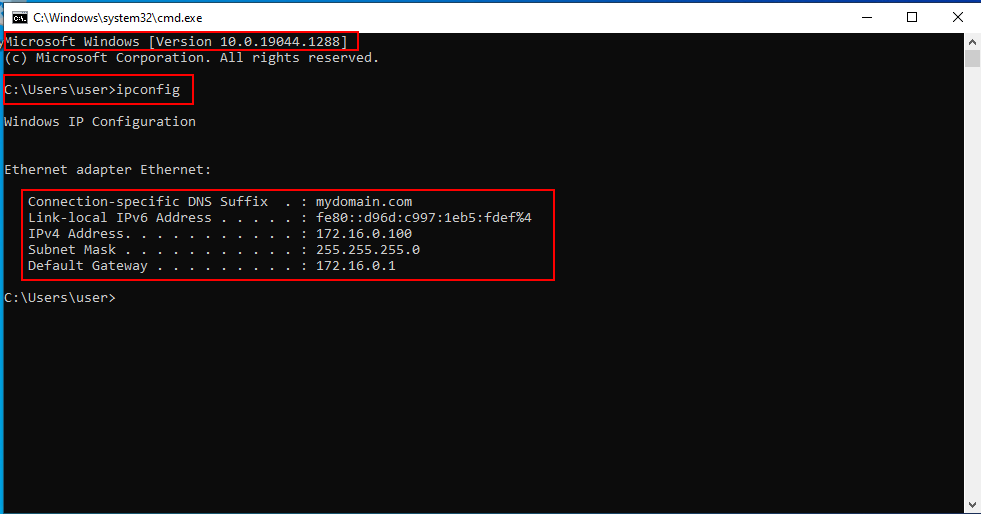 C:\Windows\system32\cmd.exe
Microsoft Windows [Version 10.0.19044.1288]
(c) Microsoft Corporation. All rights reserved.
C:\Users\user>ipconfig
Windows IP Configuration
Ethernet adapter Ethernet:
Connection-specific DNS Suffix  . : mydomain.com
Link-local IPv6 Address . . . . . : fe80::d96d:c997:1eb5:fdef%4
IPv4 Address. . . . . . . . . . . : 172.16.0.100
Subnet Mask . . . . . . . . . . . : 255.255.255.0
Default Gateway . . . . . . . . . : 172.16.0.1
C:\Users\user>